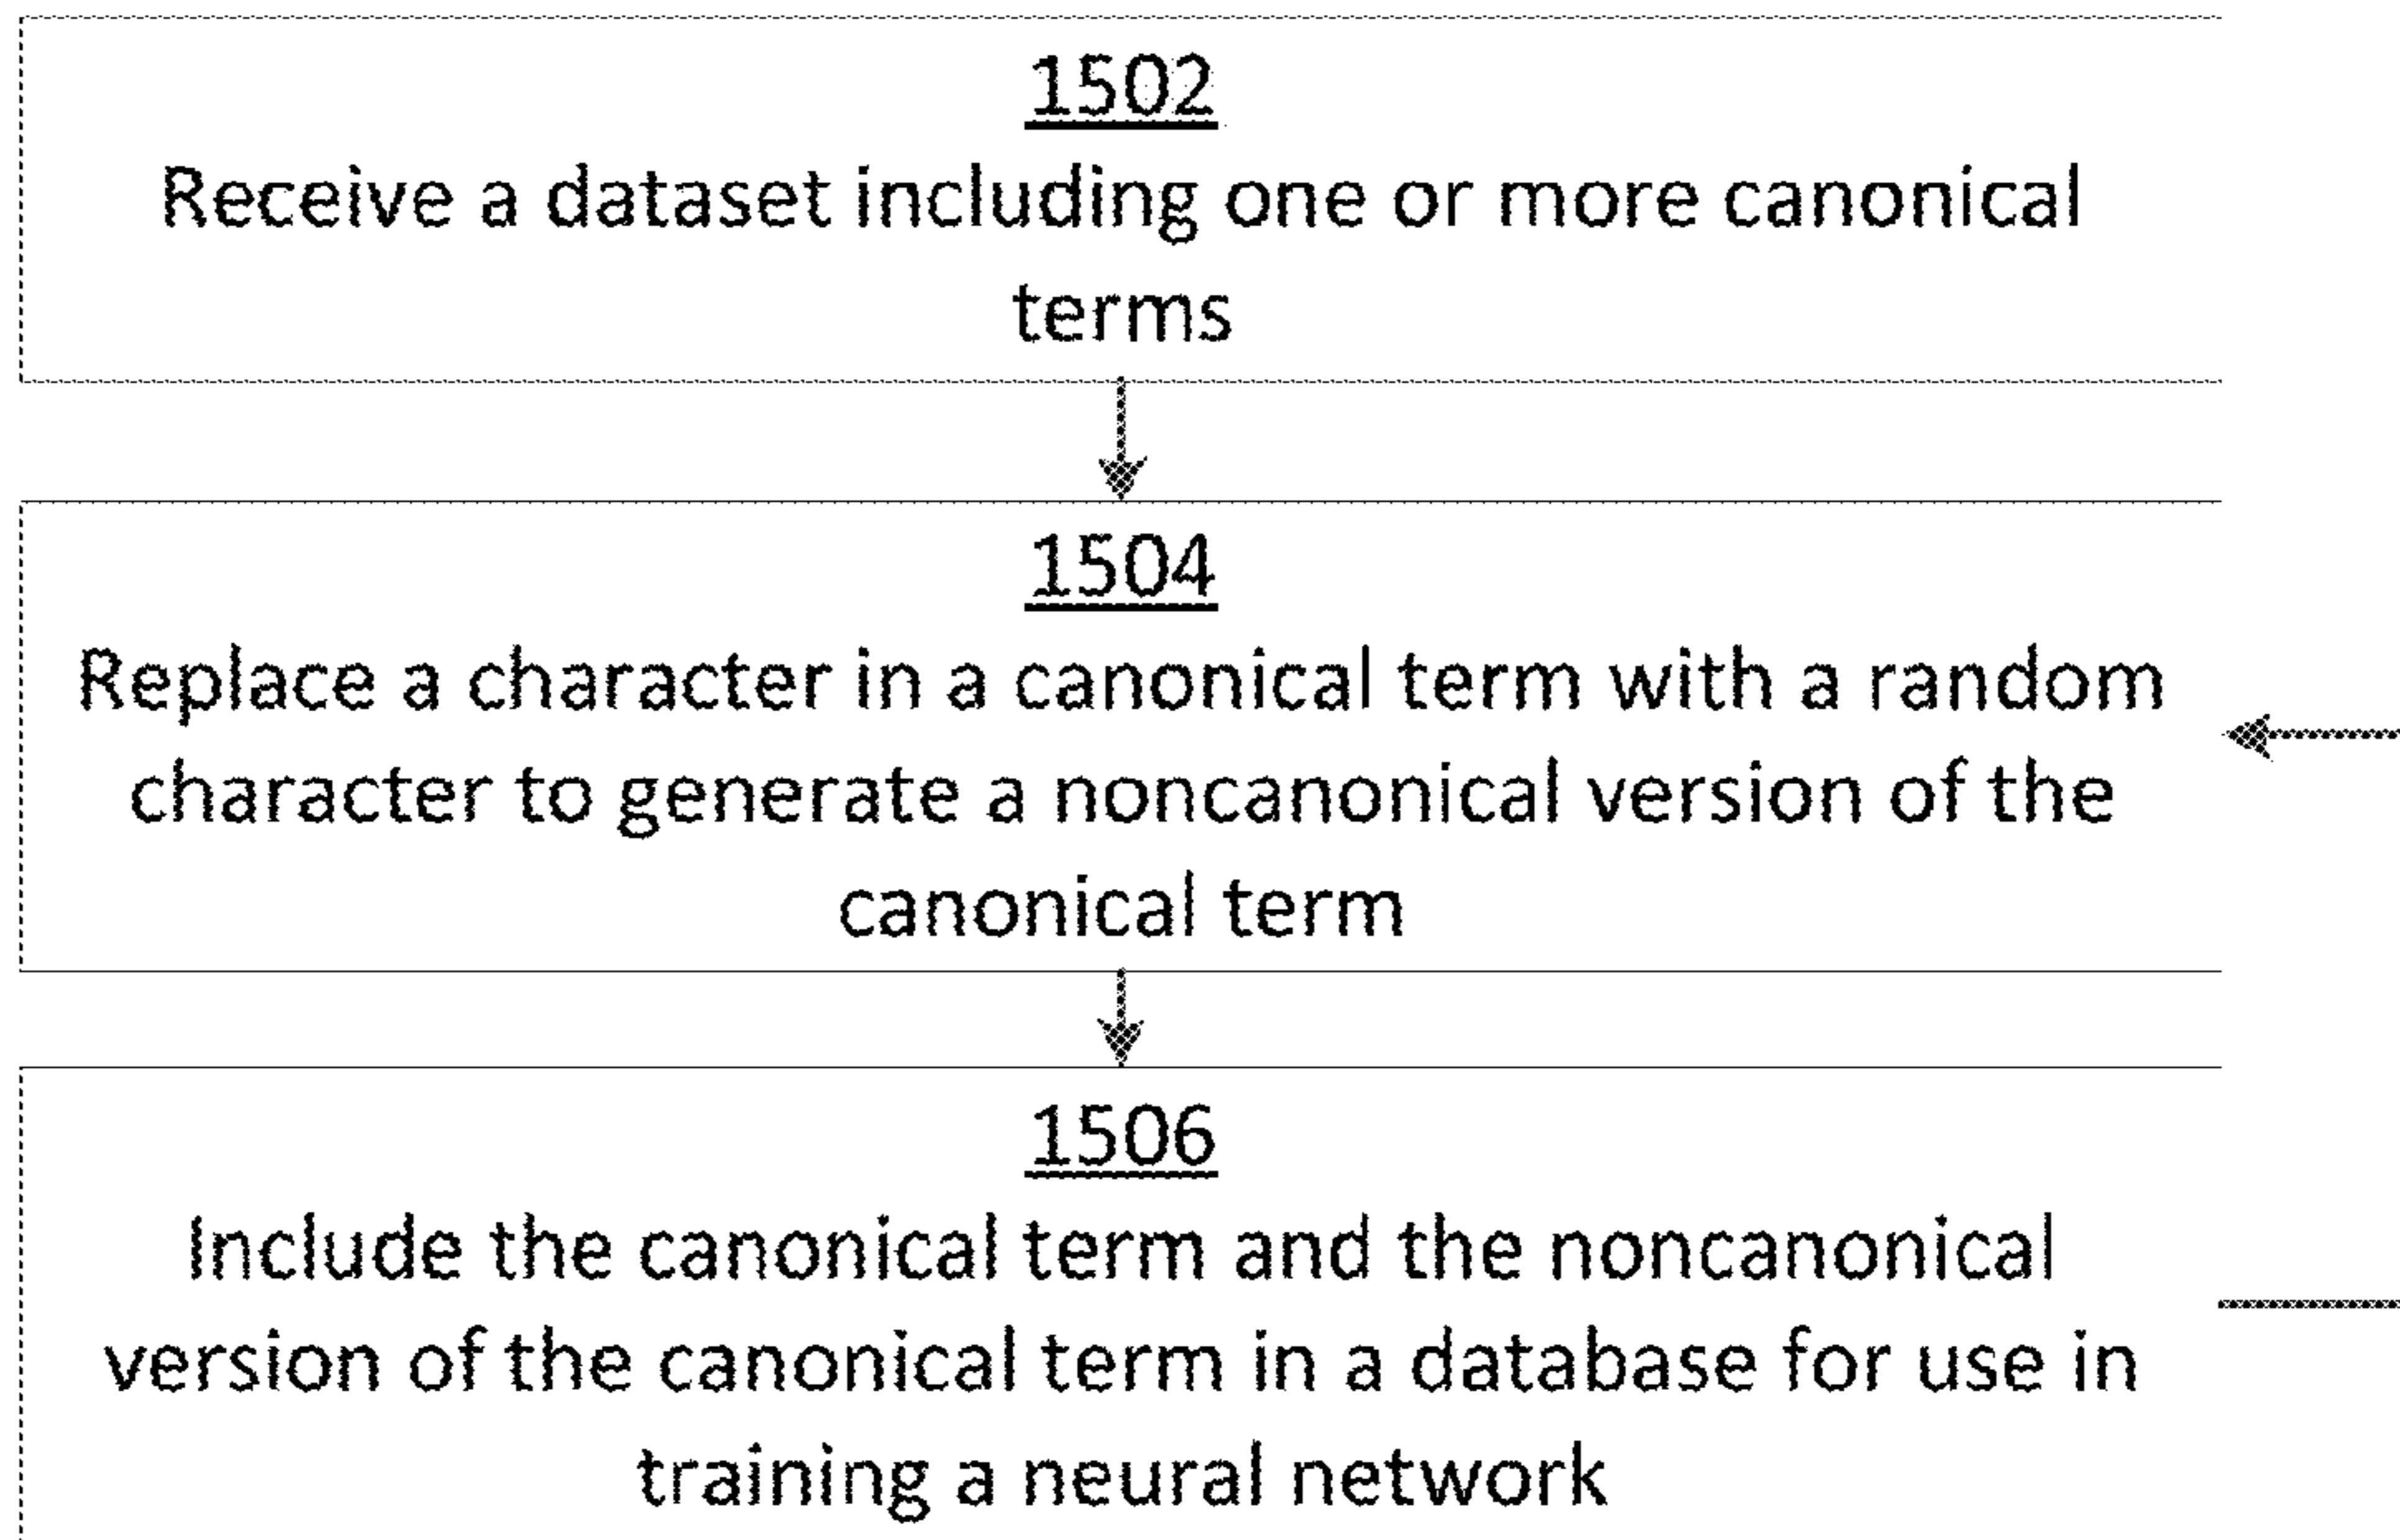 1502
Receive a dataset including one or more canonical
terms
1504
Replace a character in a canonical term with a random
character to generate a noncanonical version of the
canonical term
1506
Include the canonical term and the noncanonical
version of the canonical term in a database for use in
training a neural network